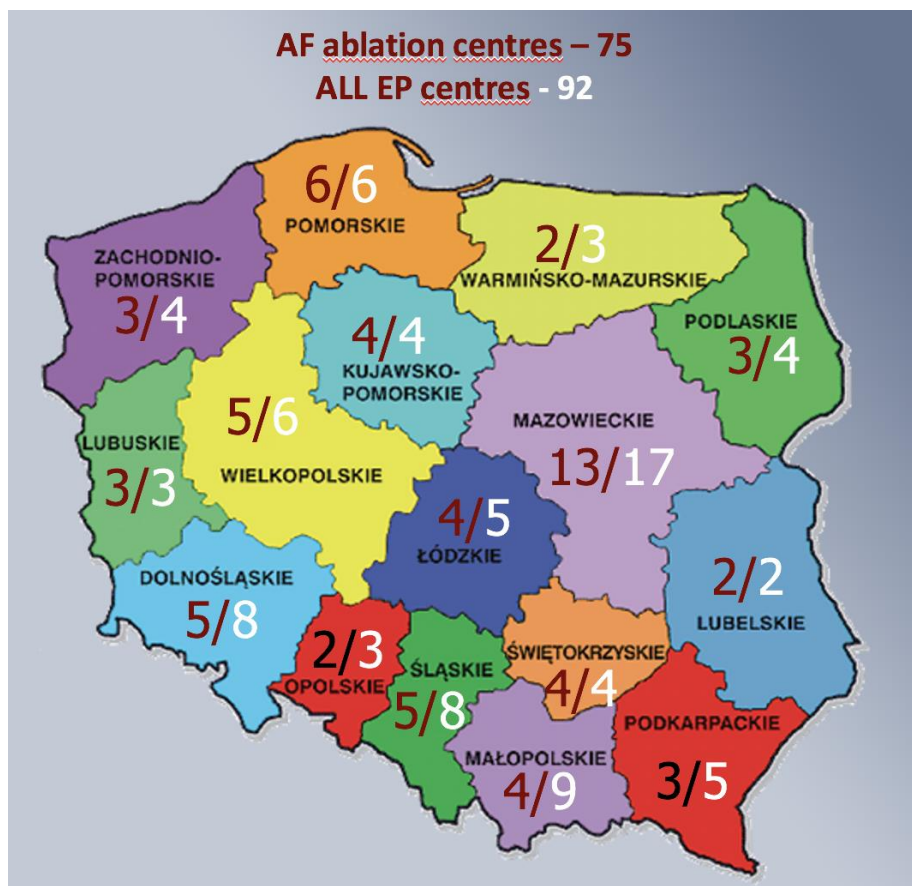 AF ablation centres – 75
ALL EP centres - 92
6/6
POMORSKIE
ZACHODNIO-
POMORSKIE
3/4
2/3
WARMIŃSKO-MAZURSKIE
PODLASKIE
3/4
4/4
KUJAWSKO-
POMORSKIE
5/6
WIELKOPOLSKIE
MAZOWIECKIE
13/17
LUBUSKIE
3/3
4/5
ŁÓDZKIE
DOLNOŚLĄSKIE
5/8
2/2
LUBELSKIE
2/3
OPOLSKIE
ŚLĄSKIE
5/8
ŚWIĘTOKRZYSKIE
4/4
MAŁOPOLSKIE
4/9
PODKARPACKIE
3/5